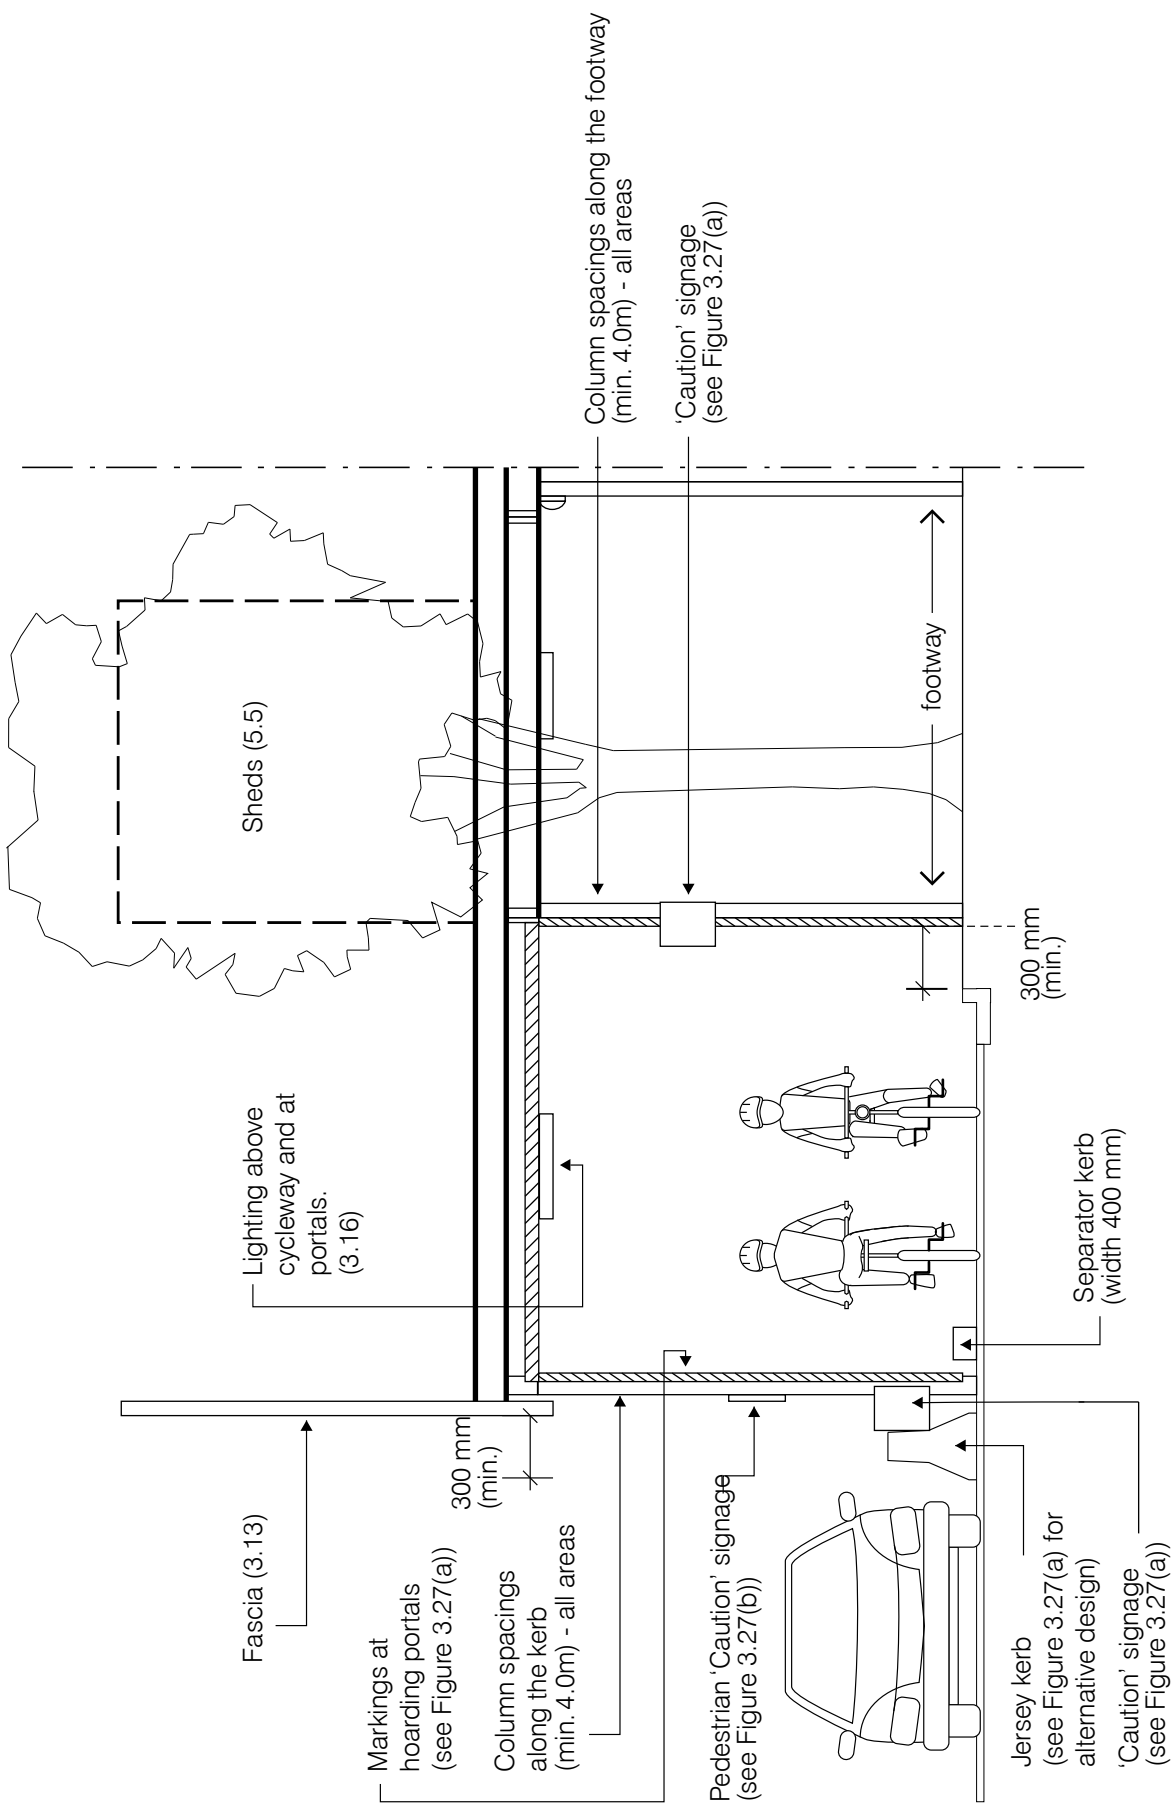 Fascia (3.13)
Markings at
hoarding portals
(see Figure 3.27(a))
Column spacings
along the kerb
(min. 4.0m) - all areas
Pedestrian ‘Caution’ signage
(see Figure 3.27(b))
Jersey kerb
(see Figure 3.27(a) for
alternative design)
‘Caution’ signage
(see Figure 3.27(a))
300 mm
(min.)
Lighting above
cycleway and at
portals.
(3.16)
Separator kerb
(width 400 mm)
Sheds (5.5)
300 mm
(min.)
footway
Column spacings along the footway
(min. 4.0m) - all areas
‘Caution’ signage
(see Figure 3.27(a))